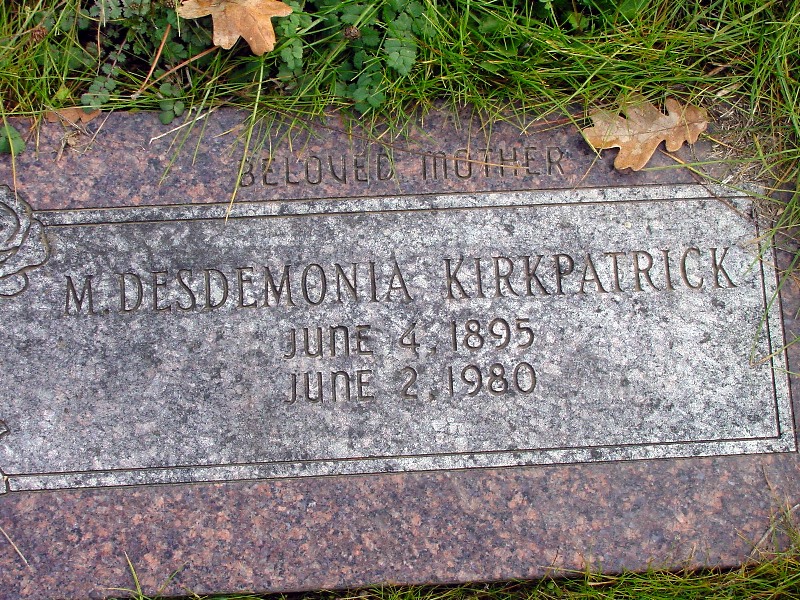 BELOVED MOTHER
M. DESDEMONIA KIRKPATRICK
JUNE 4, 1895
JUNE 2, 1980